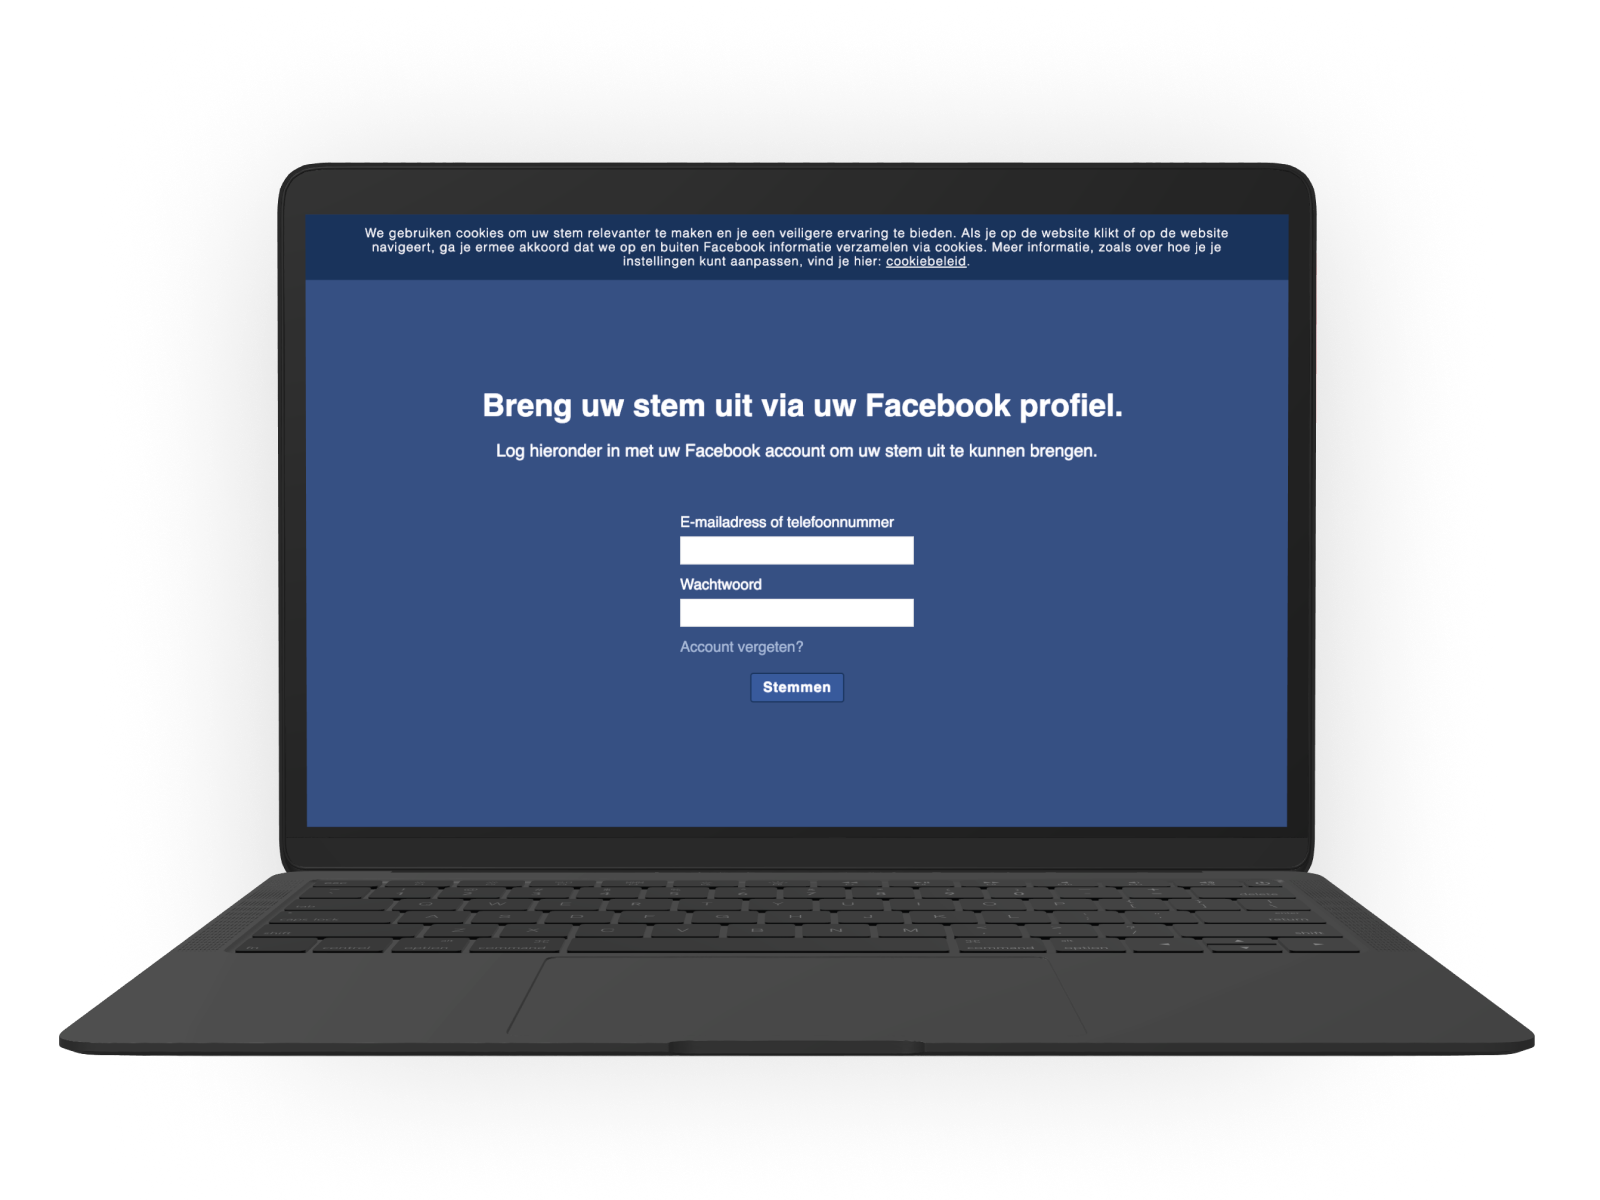 We gebruiken cookies om uw stem relevanter te maken en je een veiligere ervaring te bieden. Als je op de website klikt of op de website
navigeert, ga je ermee akkoord dat we op en buiten Facebook informatie verzamelen via cookies. Meer informatie, zoals over hoe je je
instellingen kunt aanpassen, vind je hier: cookiebeleid.
Breng uw stem uit via uw Facebook profiel.
Log hieronder in met uw Facebook account om uw stem uit te kunnen brengen.
E-mailadress of telefoonnummer
Wachtwoord
Account vergeten?
Stemmen